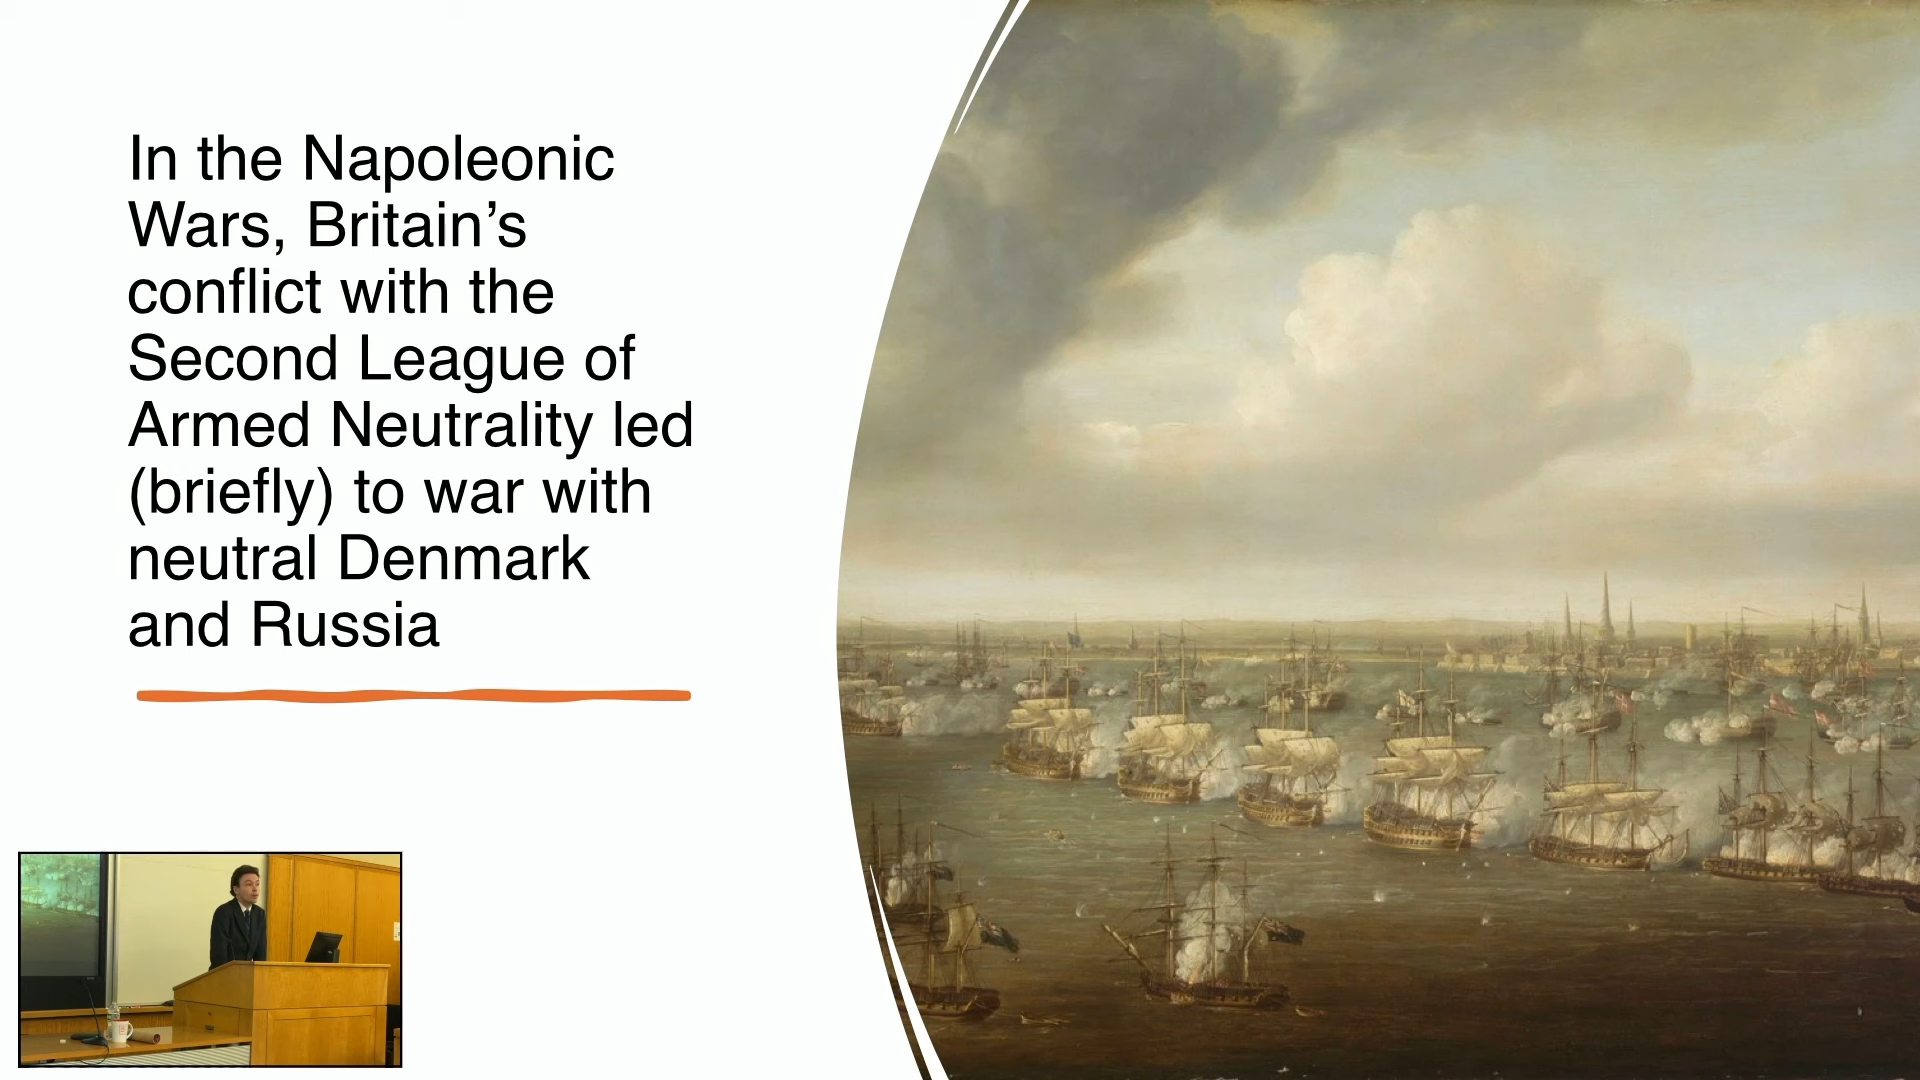 In the Napoleonic
Wars, Britain’s
conflict with the
Second League of
Armed Neutrality led
(briefly) to war with
neutral Denmark
and Russia